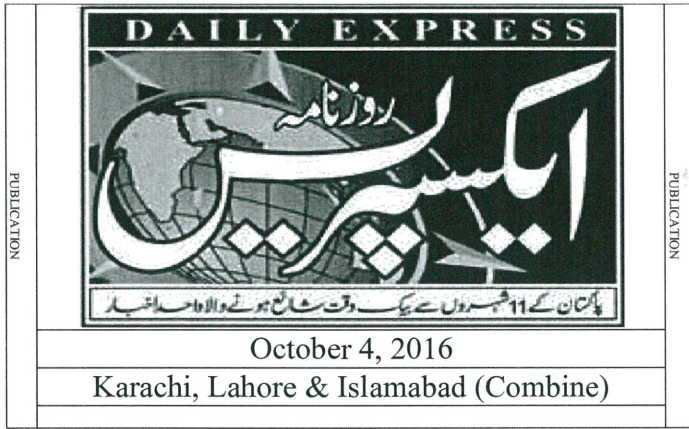 DAILY EXPRESS
روزنامہ
ایکسپریس
پاکستان کے 11 شہروں سے بیک وقت شائع ہونے والا واحد اخبار
PUBLICATION
PUBLICATION
October 4, 2016
Karachi, Lahore & Islamabad (Combine)